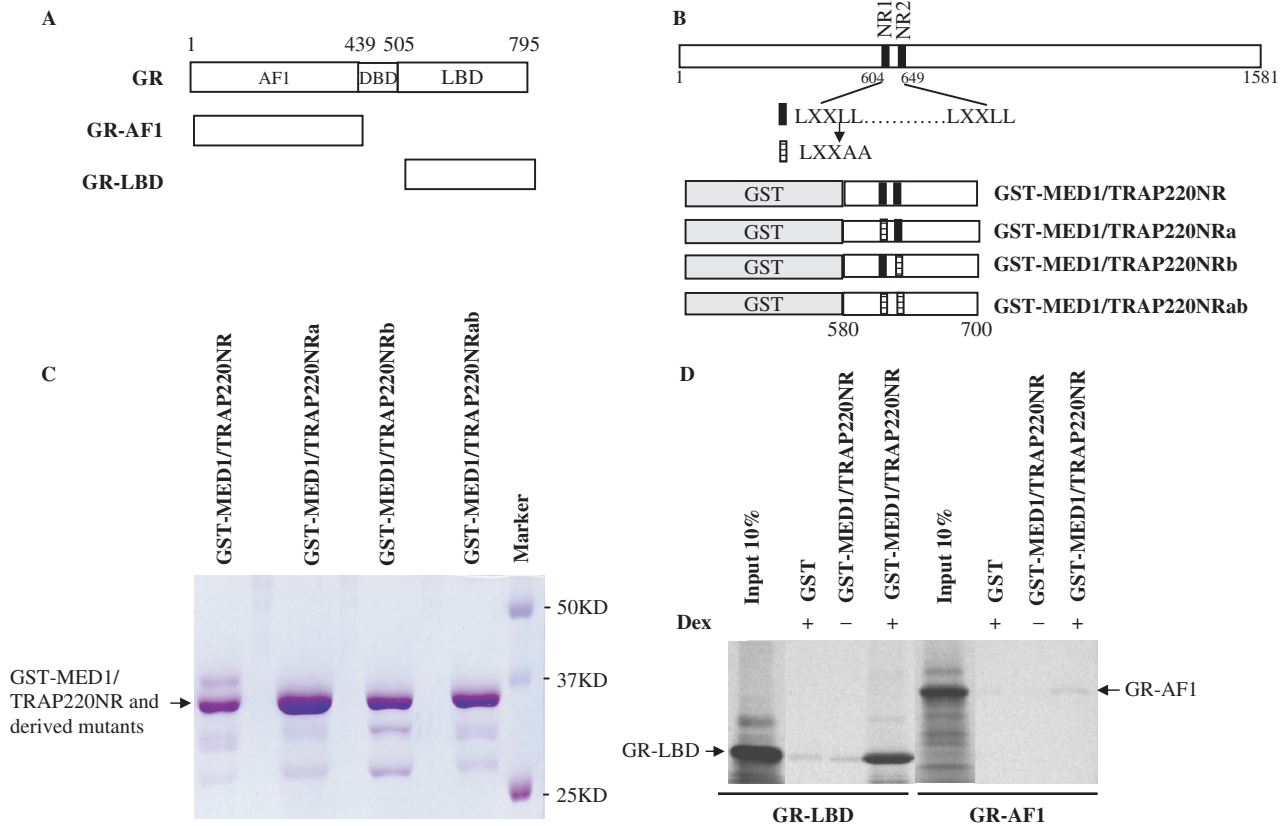 A
1 439 505 795
GR AF1 DBD LBD
GR-AF1
GR-LBD
B
NR1
NR2
1 604 649 1581
LXXLL............LXXLL
LXXAA
GST GST-MED1/TRAP220NR
GST GST-MED1/TRAP220NRa
GST GST-MED1/TRAP220NRb
GST GST-MED1/TRAP220NRab
580 700
C
GST-MED1/TRAP220NR
GST-MED1/TRAP220NRa
GST-MED1/TRAP220NRb
GST-MED1/TRAP220NRab
Marker
- 50KD
- 37KD
- 25KD
GST-MED1/
TRAP220NR and
derived mutants
D
Input 10%
GST
GST-MED1/TRAP220NR
GST-MED1/TRAP220NR
Input 10%
GST
GST-MED1/TRAP220NR
GST-MED1/TRAP220NR
Dex + − + + − +
GR-AF1
GR-LBD
GR-LBD GR-AF1